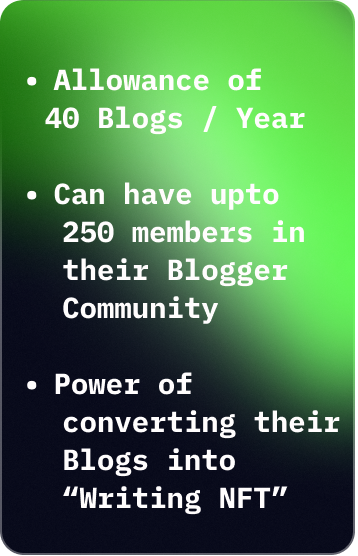 • Allowance of
40 Blogs / Year
• Can have upto
250 members in
their Blogger
Community
• Power of
converting their
Blogs into
“Writing NFT”